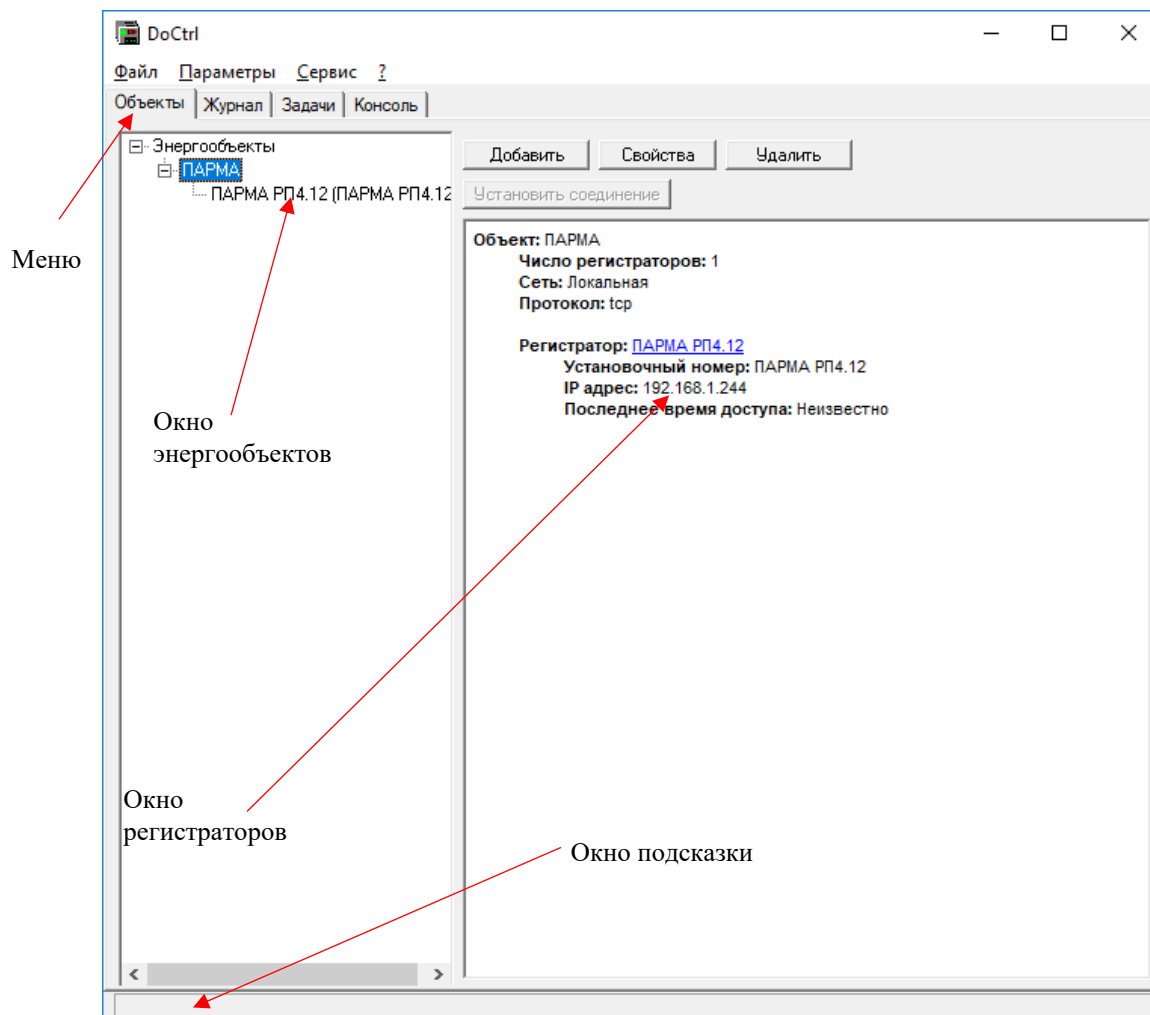 DoCtrl
Файл Параметры Сервис ?
Объекты Журнал Задачи Консоль
Энергообъекты
ПАРМА
ПАРМА РП4.12 (ПАРМА РП4.12
Добавить Свойства Удалить
Установить соединение
Объект: ПАРМА
Число регистраторов: 1
Сеть: Локальная
Протокол: tcp
Регистратор: ПАРМА РП4.12
Установочный номер: ПАРМА РП4.12
IP адрес: 192.168.1.244
Последнее время доступа: Неизвестно
Меню
Окно
энергообъектов
Окно
регистраторов
Окно подсказки